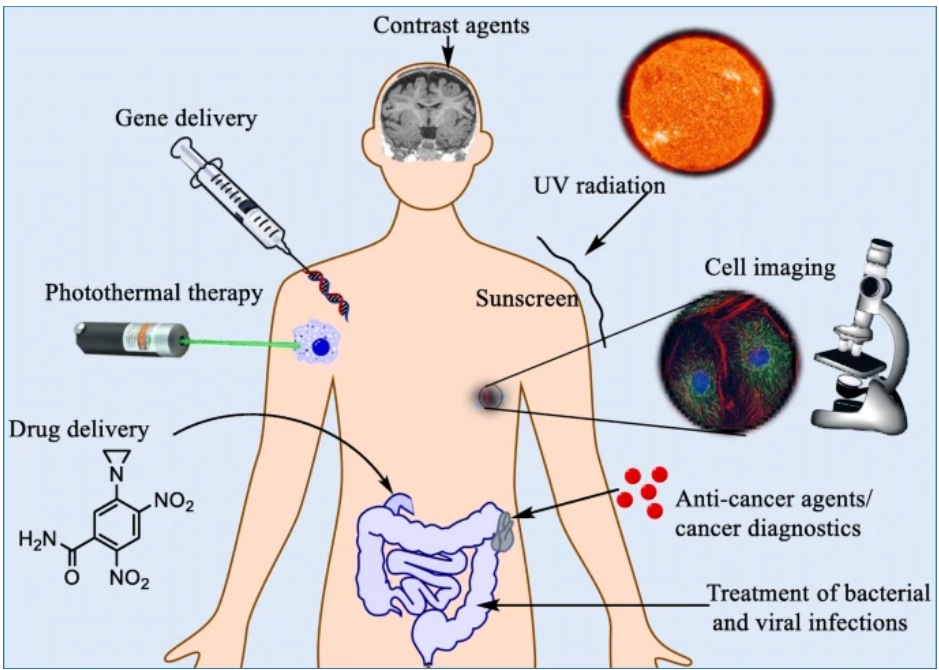 Contrast agents
Gene delivery
UV radiation
Photothermal therapy
Sunscreen
Cell imaging
Drug delivery
N
NO₂
H₂N
O
NO₂
Anti-cancer agents/
cancer diagnostics
Treatment of bacterial
and viral infections